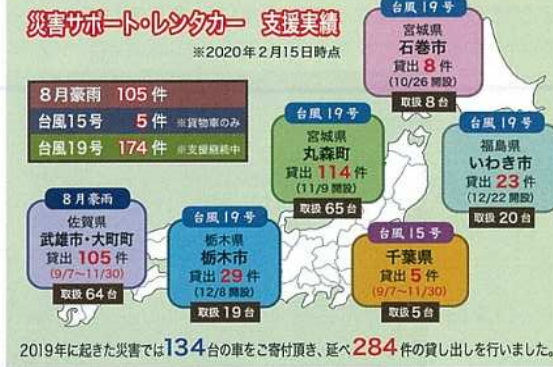 災害サポート・レンタカー 支援実績
※2020年2月15日時点
8月豪雨 105件
台風15号 5件 ※貨物車のみ
台風19号 174件 ※支援継続中
台風19号
宮城県
石巻市
貸出8件
(10/26開設)
取扱8台
台風19号
宮城県
丸森町
貸出114件
(11/9開設)
取扱65台
台風19号
福島県
いわき市
貸出23件
(12/22開設)
取扱20台
8月豪雨
佐賀県
武雄市・大町町
貸出105件
(9/7〜11/30)
取扱64台
台風19号
栃木県
栃木市
貸出29件
(12/8開設)
取扱19台
台風15号
千葉県
貸出5件
(9/7〜11/30)
取扱5台
2019年に起きた災害では134台の車をご寄付頂き、延べ284件の貸し出しを行いました。